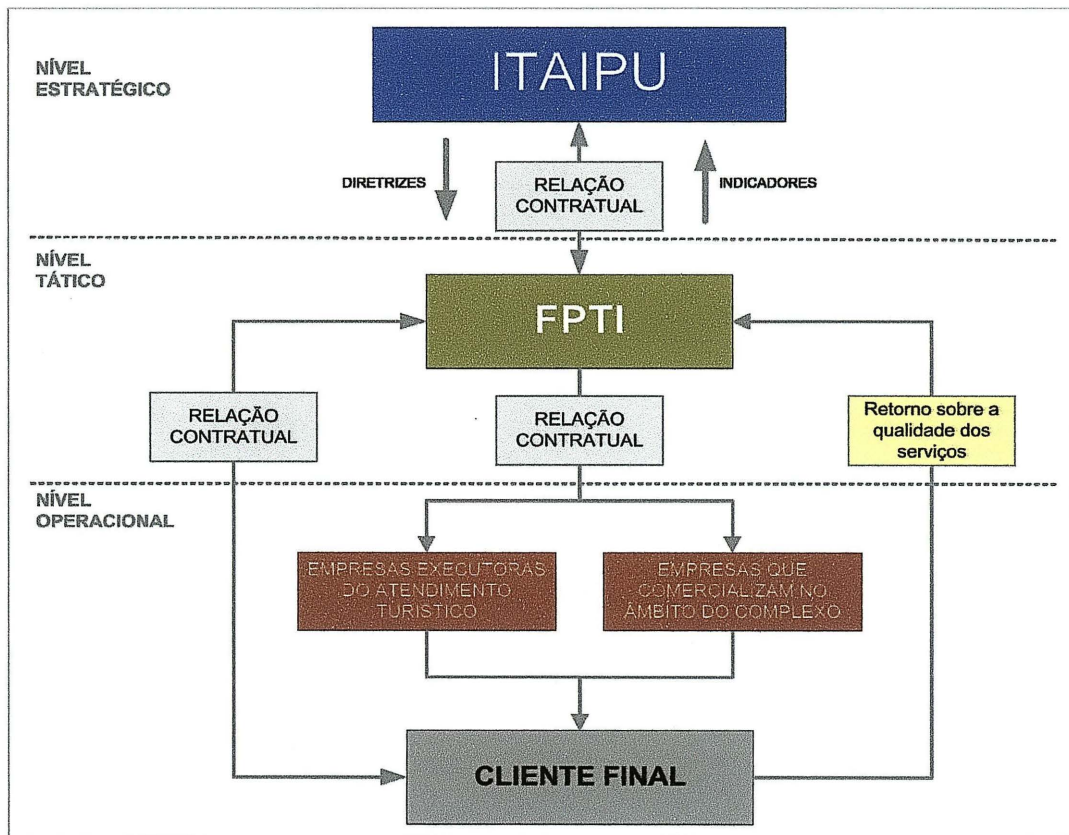 NÍVEL
ESTRATÉGICO
ITAIPU
DIRETRIZES
RELAÇÃO
CONTRATUAL
INDICADORES
NÍVEL
TÁTICO
FPTI
RELAÇÃO
CONTRATUAL
RELAÇÃO
CONTRATUAL
Retorno sobre a
qualidade dos
serviços
NÍVEL
OPERACIONAL
EMPRESAS EXECUTORAS
DO ATENDIMENTO
TURÍSTICO
EMPRESAS QUE
COMERCIALIZAM NO
ÂMBITO DO COMPLEXO
CLIENTE FINAL